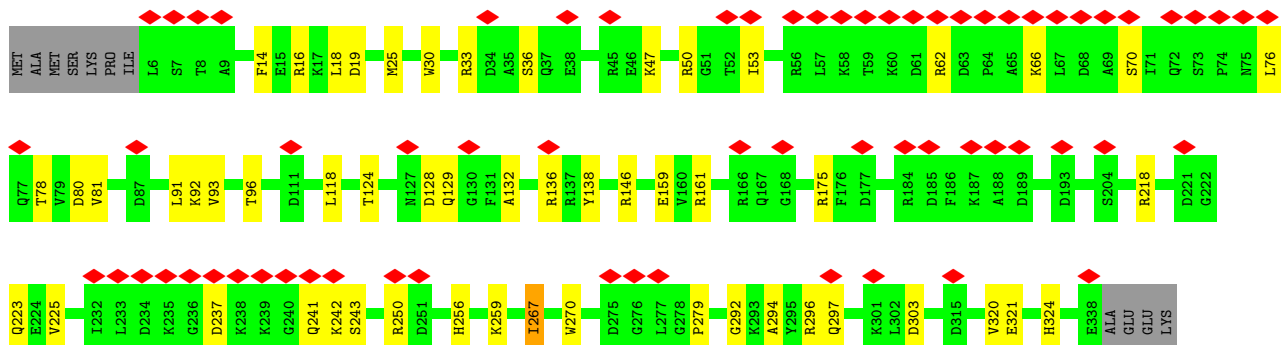 MET ALA MET SER LYS PRO ILE L6 S7 T8 A9 F14 E15 R16 K17 L18 D19 M25 W30 R33 D34 A35 S36 Q37 E38 R45 E46 K47 R50 G51 T52 I53 R56 L57 K58 T59 K60 D61 R62 D63 P64 A65 K66 L67 D68 A69 S70 I71 Q72 S73 P74 N75 L76
Q77 T78 V79 D80 V81 D87 L91 K92 V93 T96 D111 L118 T124 N127 D128 Q129 G130 F131 A132 R136 R137 Y138 R146 E159 V160 R161 R166 Q167 G168 R175 F176 D177 R184 D185 F186 K187 A188 D189 D193 S204 R218 D221 G222
Q223 E224 V225 I232 L233 D234 K235 G236 D237 K238 K239 G240 Q241 K242 S243 R250 D251 H256 K259 I267 W270 D275 G276 L277 G278 P279 G292 K293 A294 Y295 R296 Q297 K301 L302 D303 D315 V320 E321 H324 E338 ALA GLU GLU LYS